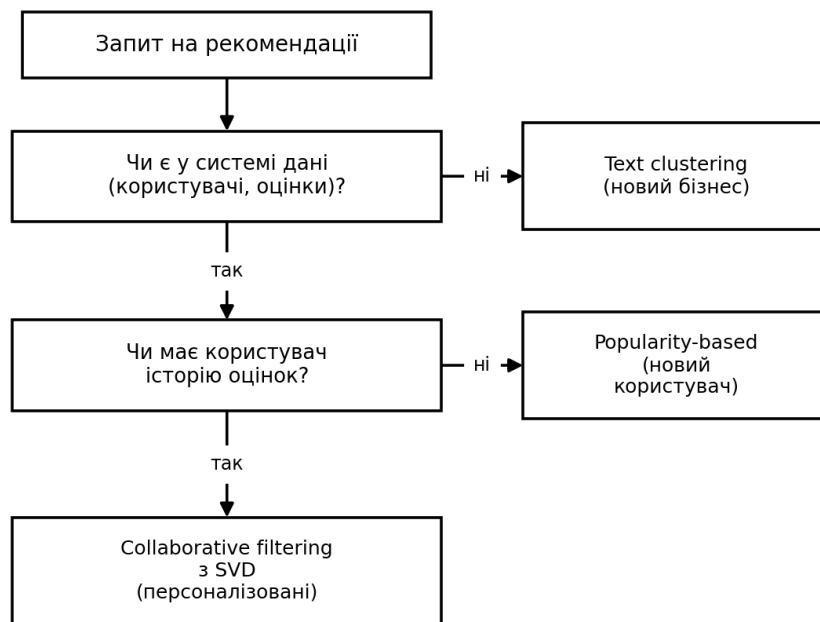 Запит на рекомендації
Чи є у системі дані
(користувачі, оцінки)?
ні
Text clustering
(новий бізнес)
так
Чи має користувач
історію оцінок?
ні
Popularity-based
(новий
користувач)
так
Collaborative filtering
з SVD
(персоналізовані)